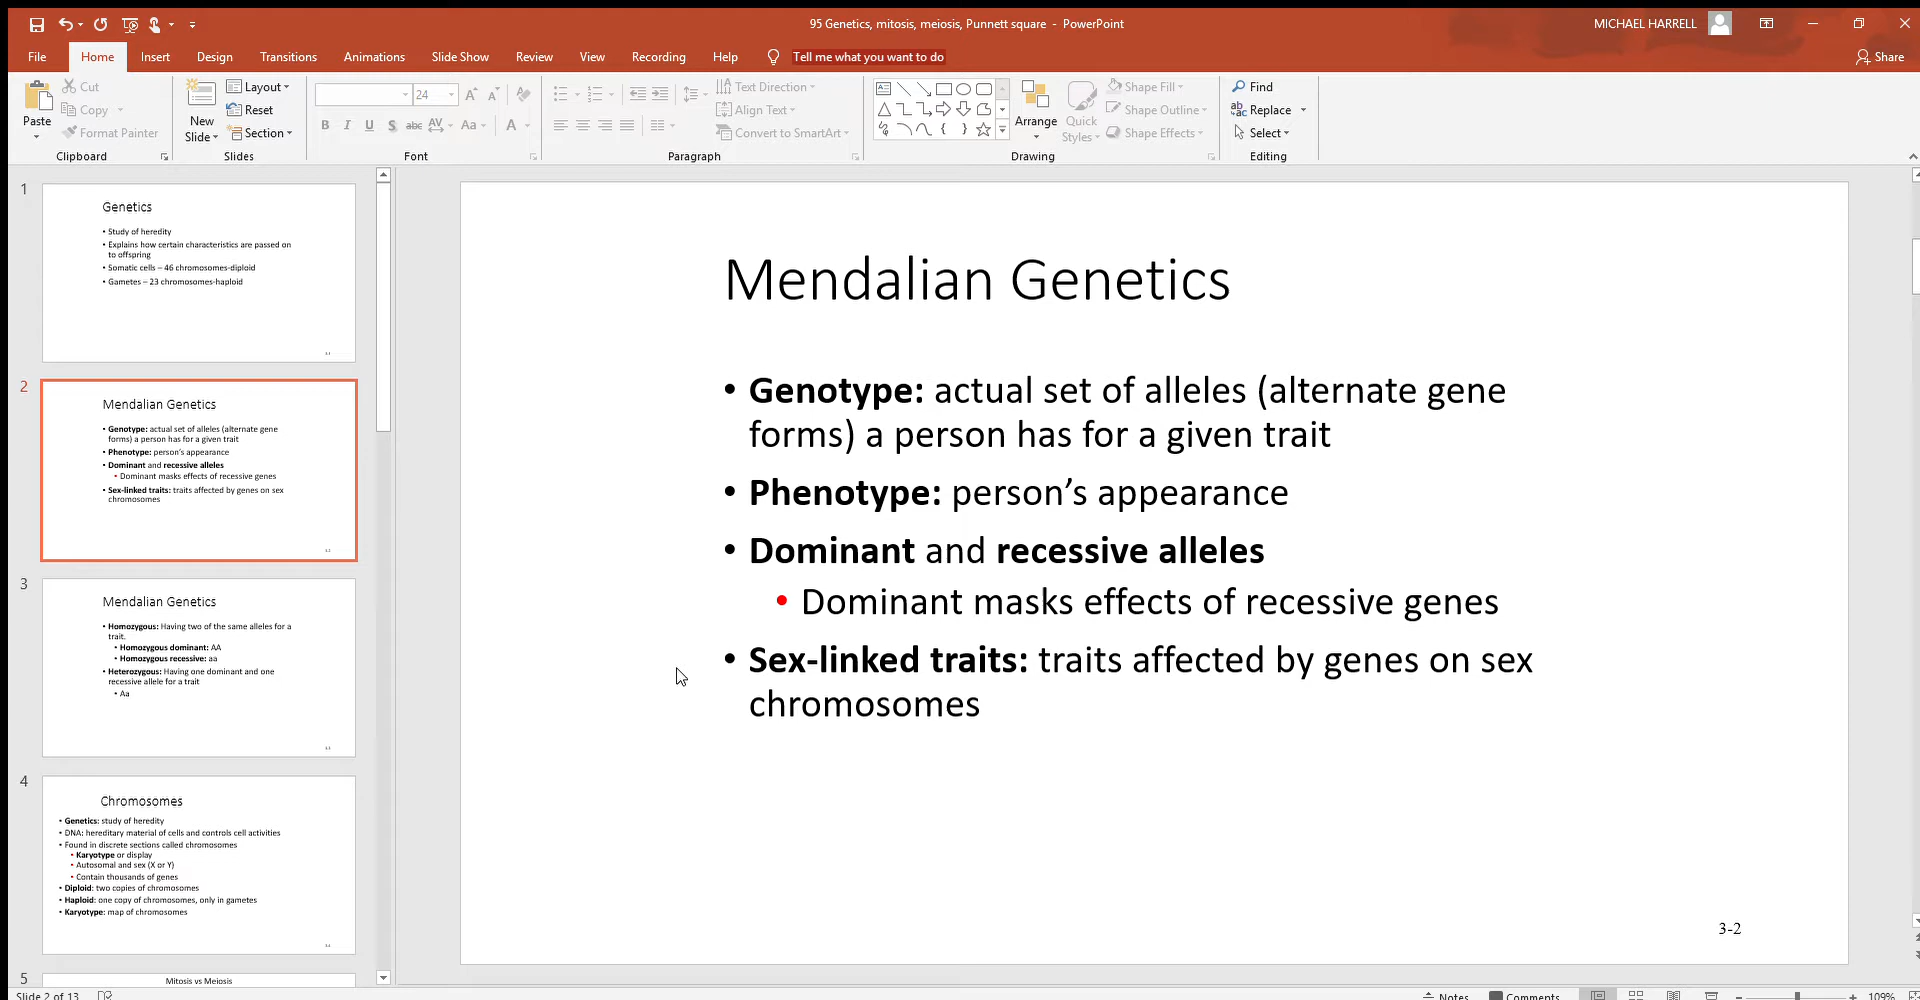 95 Genetics, mitosis, meiosis, Punnett square - PowerPoint
MICHAEL HARRELL
File Home Insert Design Transitions Animations Slide Show Review View Recording Help Tell me what you want to do
Share
Paste
Cut
Copy
Format Painter
Clipboard
New
Slide
Layout
Reset
Section
Slides
24
B I U S abc AV Aa A
Font
Text Direction
Align Text
Convert to SmartArt
Paragraph
Arrange
Quick
Styles
Shape Fill
Shape Outline
Shape Effects
Drawing
Find
Replace
Select
Editing
1
Genetics
• Study of heredity
• Explains how certain characteristics are passed on
to offspring
• Somatic cells – 46 chromosomes-diploid
• Gametes – 23 chromosomes-haploid
2
Mendalian Genetics
• Genotype: actual set of alleles (alternate gene
forms) a person has for a given trait
• Phenotype: person's appearance
• Dominant and recessive alleles
• Dominant masks effects of recessive genes
• Sex-linked traits: traits affected by genes on sex
chromosomes
3
Mendalian Genetics
• Homozygous: Having two of the same alleles for a
trait.
• Homozygous dominant: AA
• Homozygous recessive: aa
• Heterozygous: Having one dominant and one
recessive allele for a trait
• Aa
4
Chromosomes
• Genetics: study of heredity
• DNA: hereditary material of cells and controls cell activities
• Found in discrete sections called chromosomes
• Karyotype or display
• Autosomal and sex (X or Y)
• Contain thousands of genes
• Diploid: two copies of chromosomes
• Haploid: one copy of chromosomes, only in gametes
• Karyotype: map of chromosomes
5
Mitosis vs Meiosis
Mendalian Genetics
• Genotype: actual set of alleles (alternate gene
forms) a person has for a given trait
• Phenotype: person's appearance
• Dominant and recessive alleles
• Dominant masks effects of recessive genes
• Sex-linked traits: traits affected by genes on sex
chromosomes
3-2
Slide 2 of 13
Notes
Comments
109%